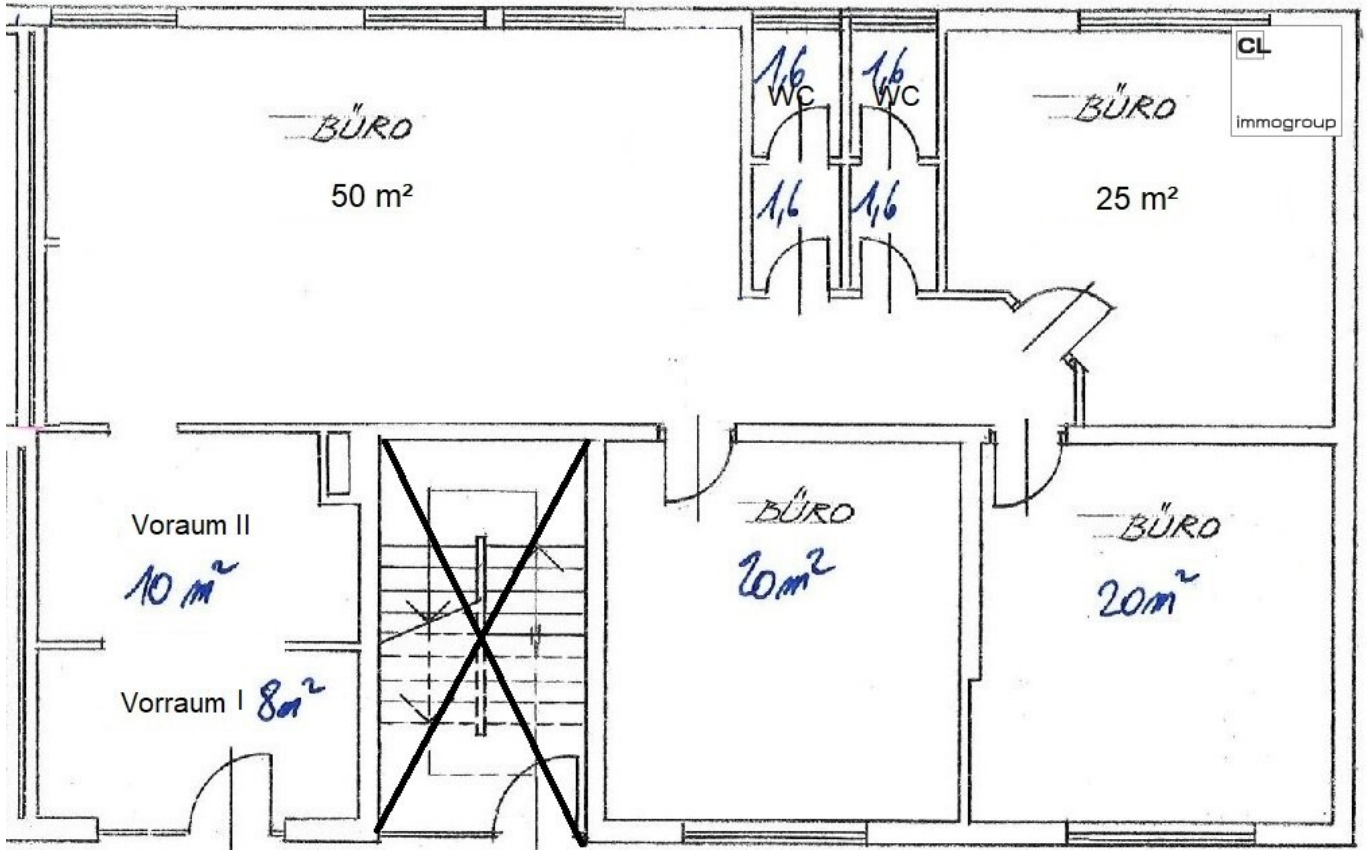 CL
immogroup
1,6
WC
1,6
WC
BÜRO
50 m²
BÜRO
25 m²
1,6
1,6
Voraum II
10 m²
BÜRO
20m²
BÜRO
20m²
Vorraum I 8m²